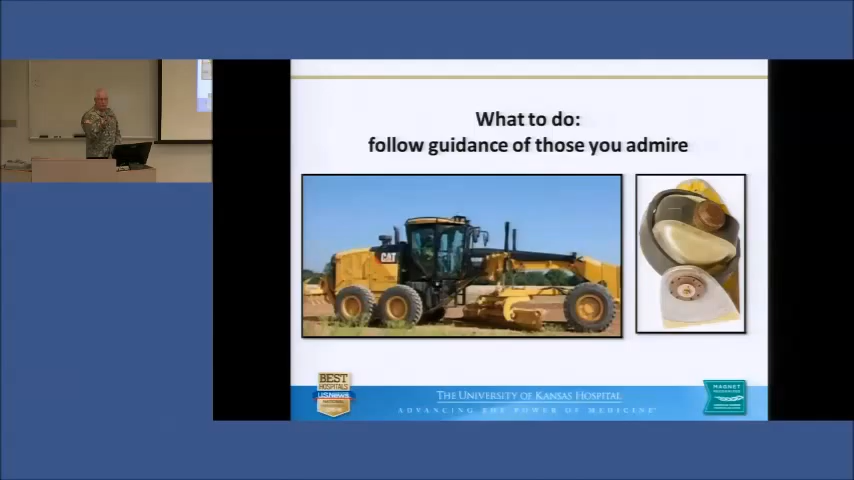 What to do:
follow guidance of those you admire
CAT
BEST
HOSPITALS
U.S.News
NATIONAL
THE UNIVERSITY OF KANSAS HOSPITAL
ADVANCING THE POWER OF MEDICINE
MAGNET
RECOGNIZED